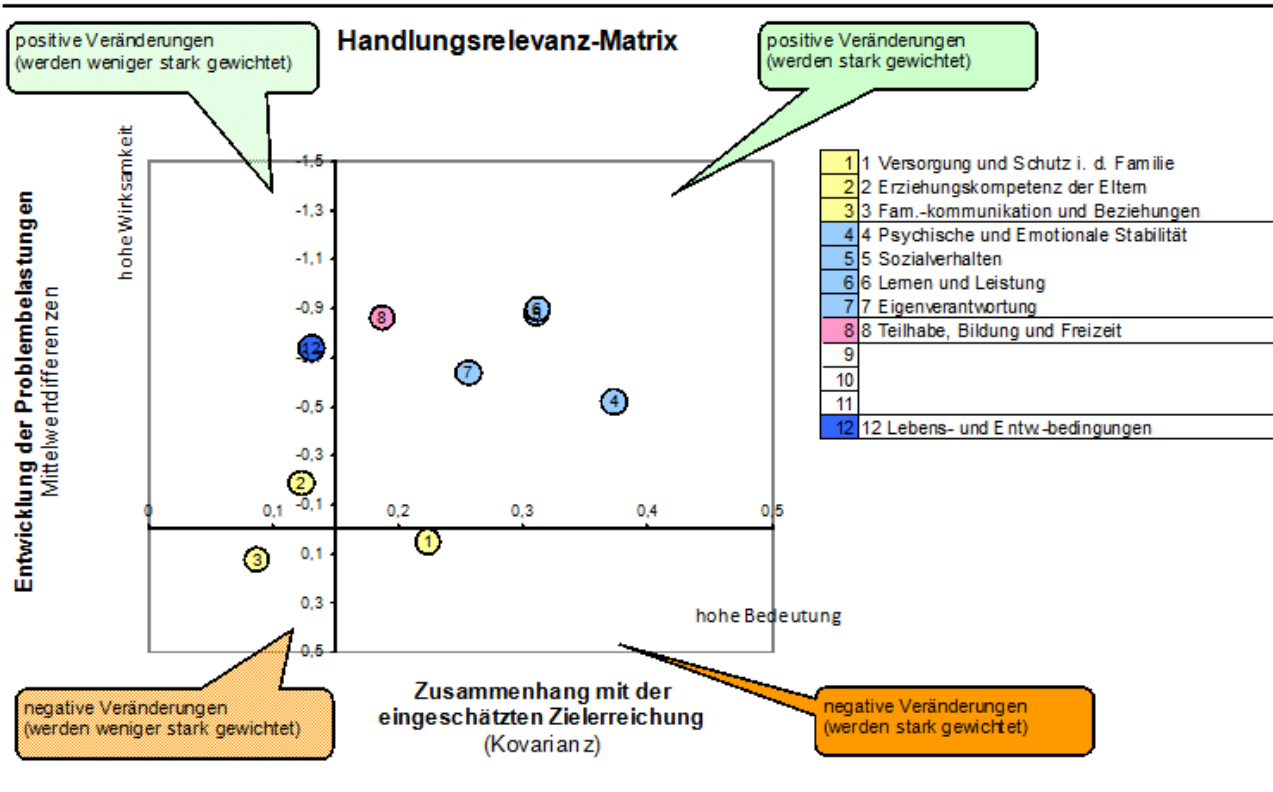 positive Veränderungen
(werden weniger stark gewichtet)
Handlungsrelevanz-Matrix
positive Veränderungen
(werden stark gewichtet)
hohe Wirksamkeit
Entwicklung der Problembelastungen
Mittelwertdifferenzen
-1,5
-1,3
-1,1
-0,9
-0,5
-0,3
-0,1
0,1
0,3
0,5
0
0,1
0,2
0,3
0,4
0,5
6
8
12
7
4
2
1
3
1 1 Versorgung und Schutz i. d. Familie
2 2 Erziehungskompetenz der Eltern
3 3 Fam.-kommunikation und Beziehungen
4 4 Psychische und Emotionale Stabilität
5 5 Sozialverhalten
6 6 Lernen und Leistung
7 7 Eigenverantwortung
8 8 Teilhabe, Bildung und Freizeit
9
10
11
12 12 Lebens- und Entw.-bedingungen
hohe Bedeutung
Zusammenhang mit der
eingeschätzten Zielerreichung
(Kovarianz)
negative Veränderungen
(werden weniger stark gewichtet)
negative Veränderungen
(werden stark gewichtet)